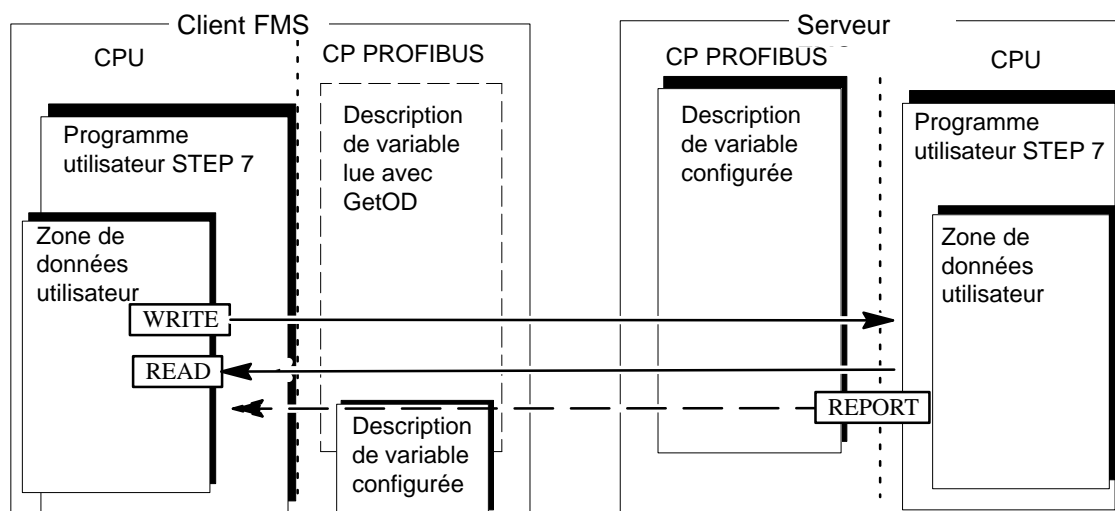 Client FMS
CPU
CP PROFIBUS
Programme
utilisateur STEP 7
Description
de variable
lue avec
GetOD
Zone de
données
utilisateur
WRITE
READ
Description
de variable
configurée
Serveur
CP PROFIBUS
CPU
Description
de variable
configurée
Programme
utilisateur STEP 7
Zone de
données
utilisateur
REPORT